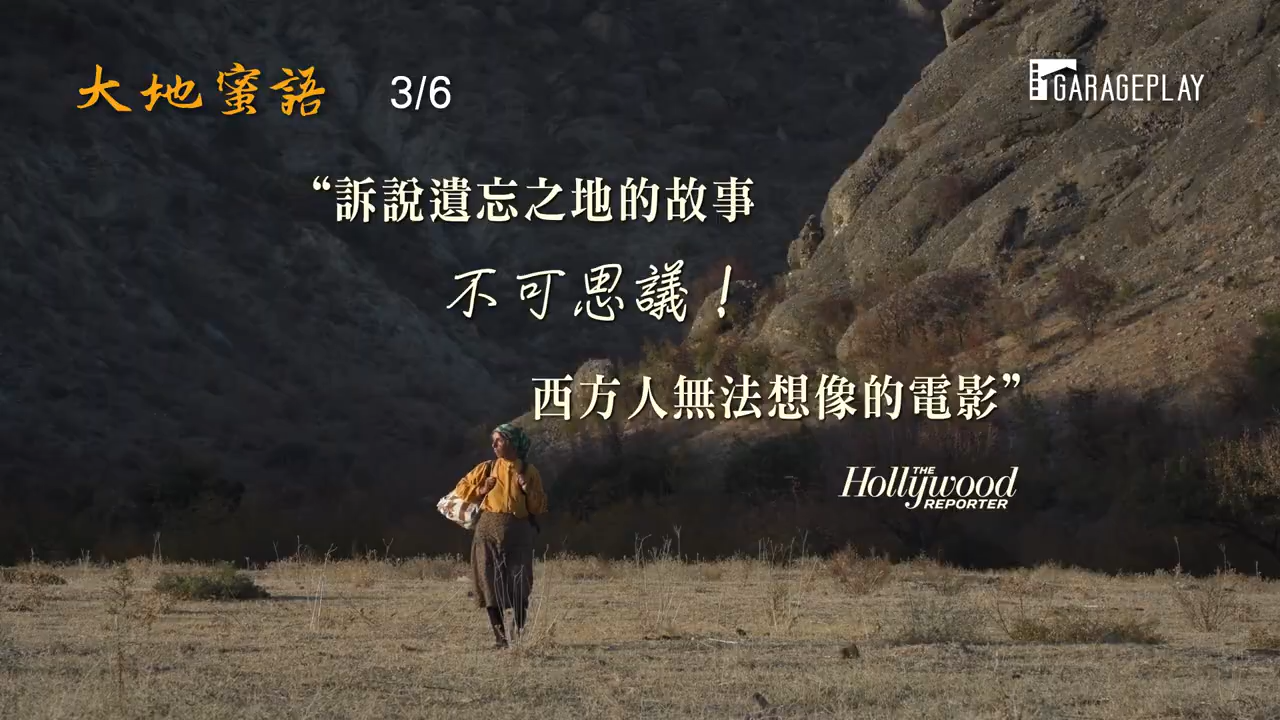 大地蜜語 3/6
GARAGEPLAY
“訴說遺忘之地的故事
不可思議！
西方人無法想像的電影”
THE
Hollywood
REPORTER